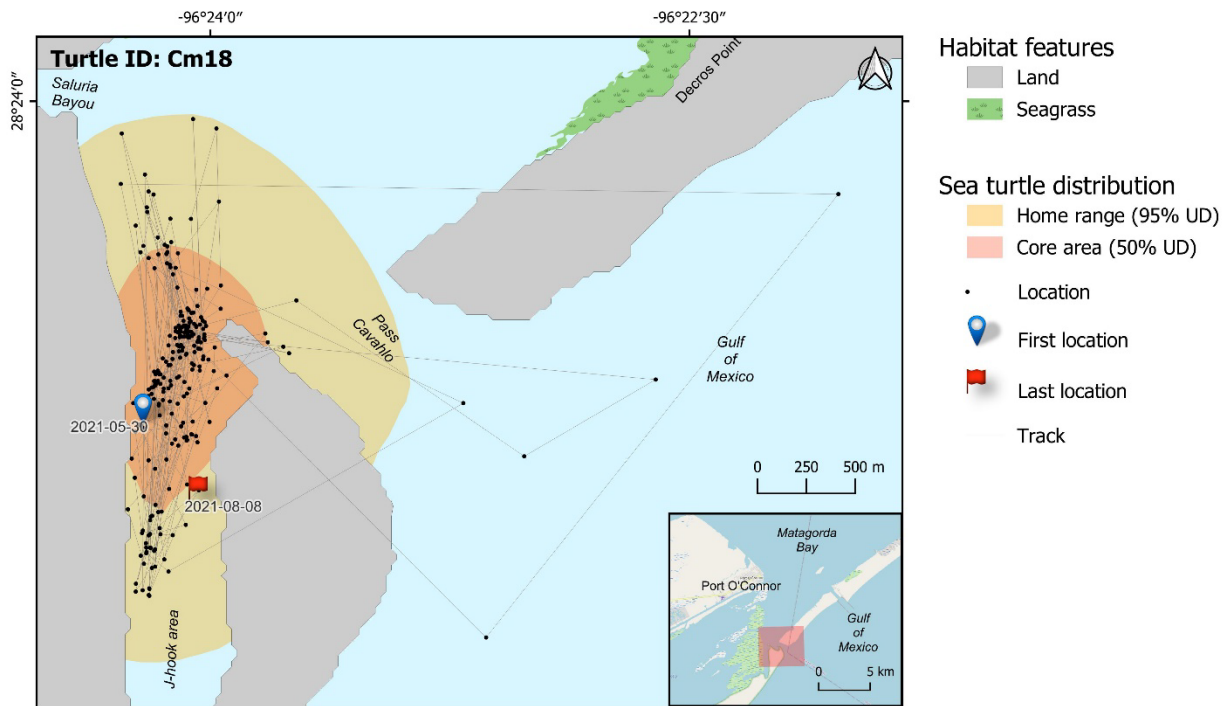 -96°24′0″
-96°22′30″
28°24′0″
Turtle ID: Cm18
Saluria
Bayou
Decros Point
Pass
Cavahlo
Gulf
of
Mexico
2021-05-30
2021-08-08
J-hook area
0 250 500 m
Matagorda
Bay
Port O'Connor
Gulf
of
Mexico
0 5 km
Habitat features
Land
Seagrass
Sea turtle distribution
Home range (95% UD)
Core area (50% UD)
Location
First location
Last location
Track